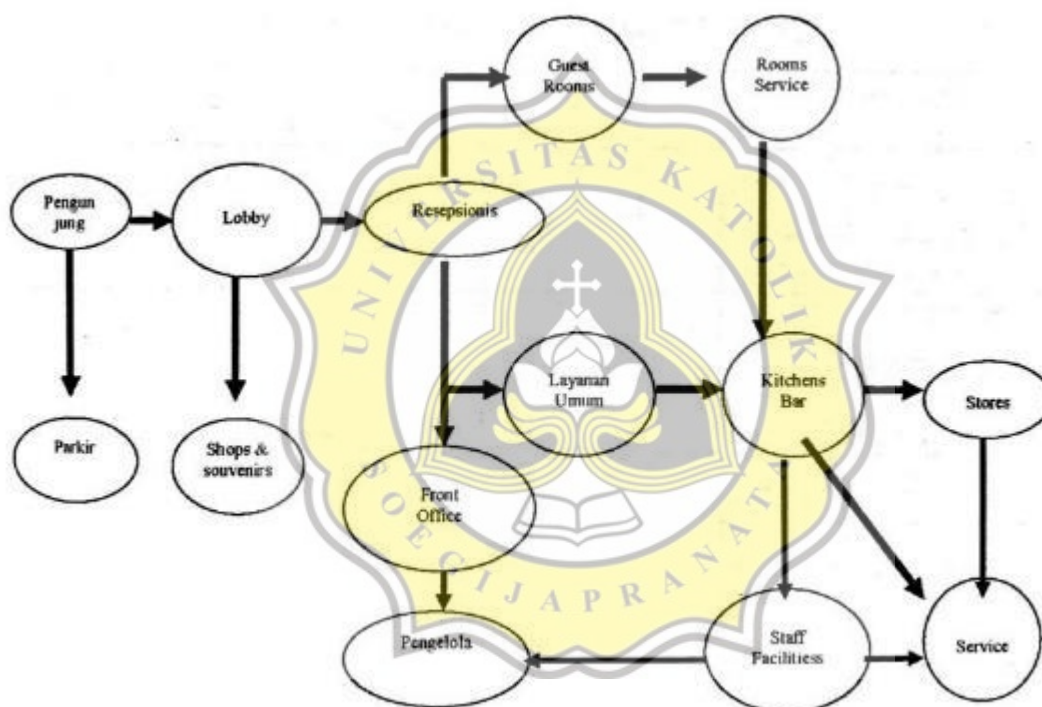 Guest
Rooms
Rooms
Service
Pengun
jung
Lobby
Resepsionis
Layanan
Umum
Kitchens
Bar
Stores
Parkir
Shops &
souvenirs
Front
Office
Pengelola
Staff
Facilitiess
Service
UNIVERSITAS KATOLIK
SOEGIJAPRANATA